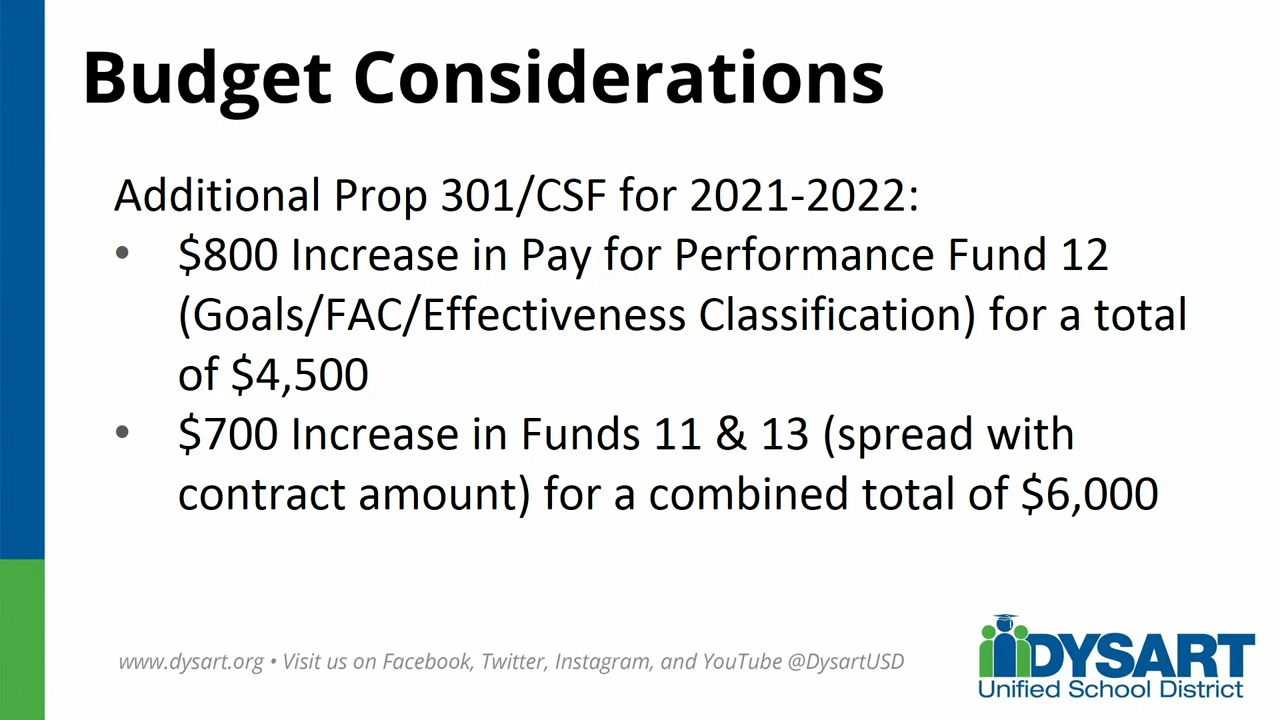 Budget Considerations
Additional Prop 301/CSF for 2021-2022:
• $800 Increase in Pay for Performance Fund 12
(Goals/FAC/Effectiveness Classification) for a total
of $4,500
• $700 Increase in Funds 11 & 13 (spread with
contract amount) for a combined total of $6,000
www.dysart.org • Visit us on Facebook, Twitter, Instagram, and YouTube @DysartUSD
DYSART
Unified School District